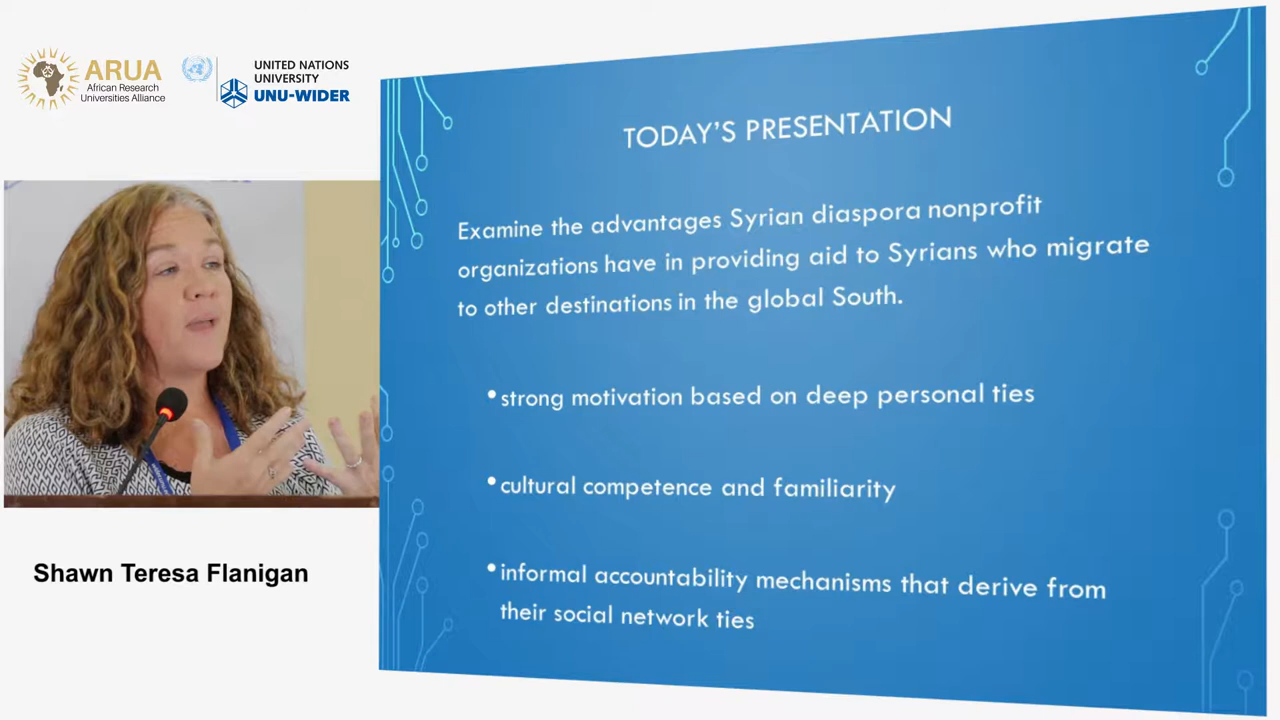 ARUA
African Research
Universities Alliance
UNITED NATIONS
UNIVERSITY
UNU-WIDER
TODAY'S PRESENTATION
Examine the advantages Syrian diaspora nonprofit
organizations have in providing aid to Syrians who migrate
to other destinations in the global South.
•strong motivation based on deep personal ties
•cultural competence and familiarity
•informal accountability mechanisms that derive from
their social network ties
Shawn Teresa Flanigan